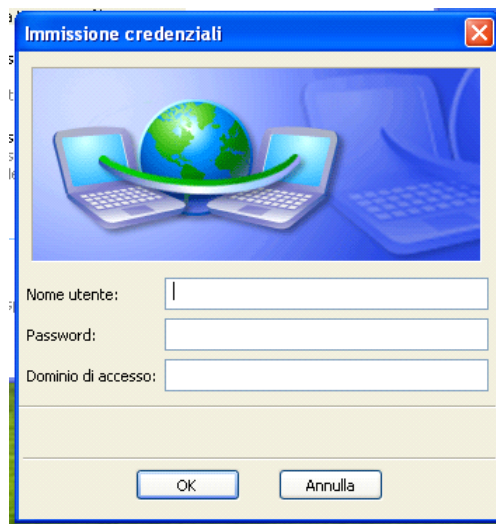 Immissione credenziali
Nome utente:
Password:
Dominio di accesso:
OK
Annulla